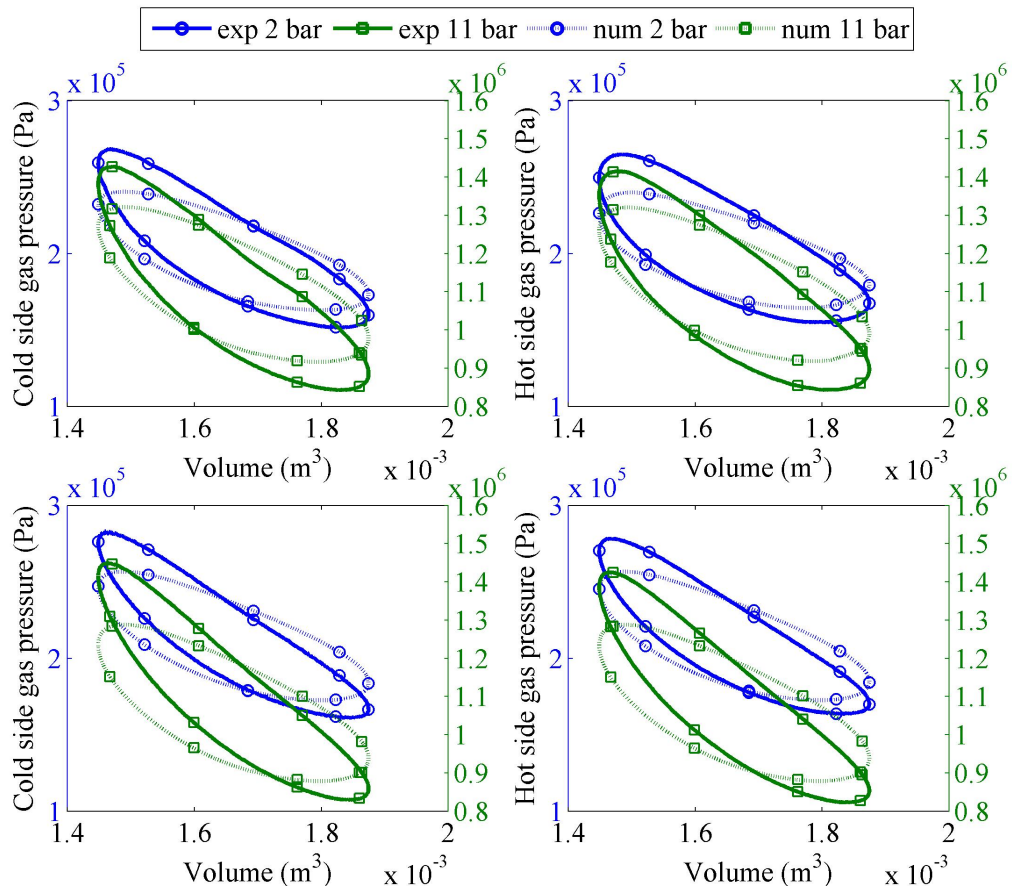 exp 2 bar exp 11 bar num 2 bar num 11 bar
x 10^5 x 10^6 x 10^5 x 10^6
3 1.6 3 1.6
1.5 1.5
1.4 1.4
1.3 1.3
2 1.2 2 1.2
1.1 1.1
1 1
0.9 0.9
1 0.8 1 0.8
1.4 1.6 1.8 2 1.4 1.6 1.8 2
Cold side gas pressure (Pa) Hot side gas pressure (Pa)
Volume (m^3) x 10^-3 Volume (m^3) x 10^-3
x 10^5 x 10^6 x 10^5 x 10^6
3 1.6 3 1.6
1.5 1.5
1.4 1.4
1.3 1.3
2 1.2 2 1.2
1.1 1.1
1 1
0.9 0.9
1 0.8 1 0.8
1.4 1.6 1.8 2 1.4 1.6 1.8 2
Cold side gas pressure (Pa) Hot side gas pressure (Pa)
Volume (m^3) x 10^-3 Volume (m^3) x 10^-3